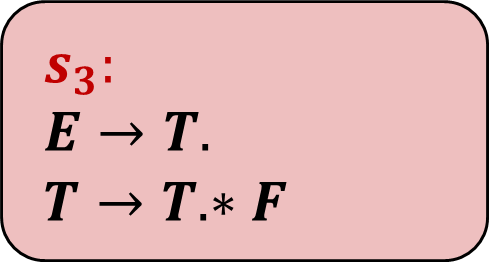 s₃:
E → T.
T → T.* F